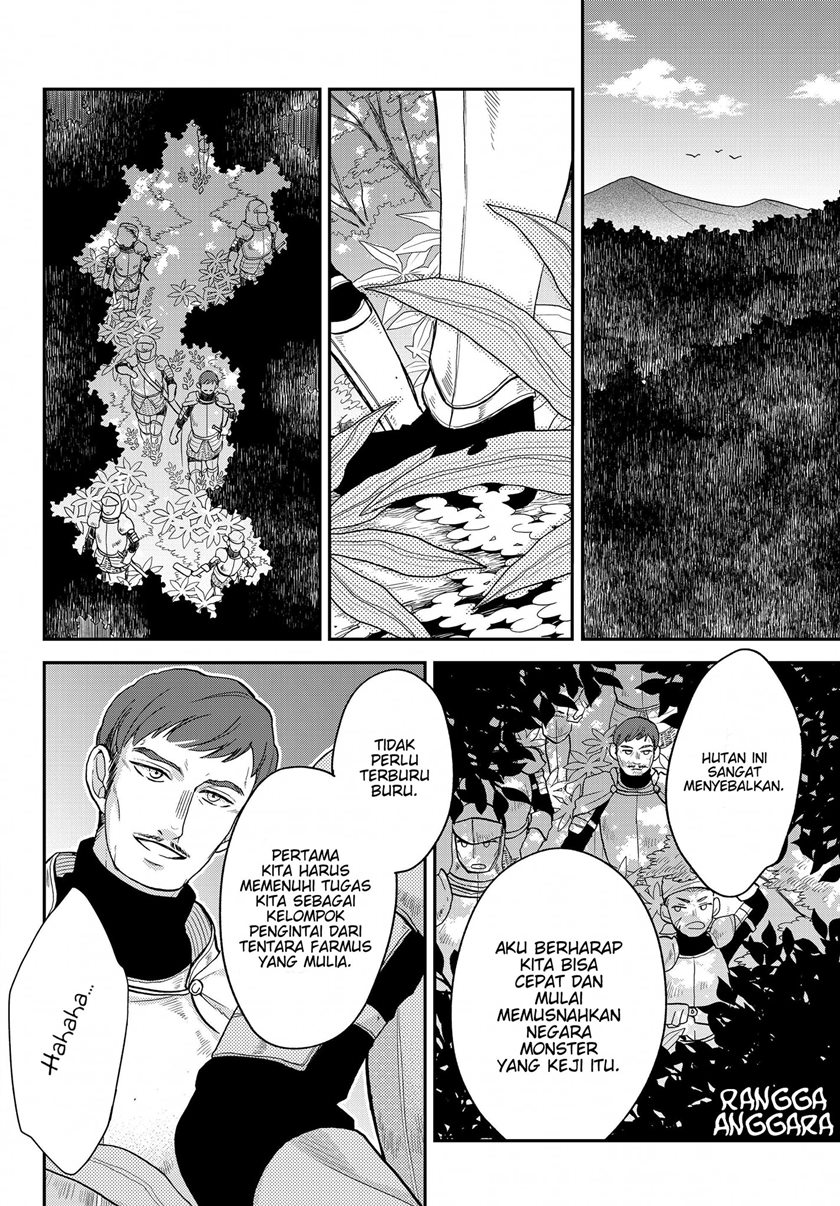 HUTAN INI
SANGAT
MENYEBALKAN.
AKU BERHARAP
KITA BISA
CEPAT DAN
MULAI
MEMUSNAHKAN
NEGARA
MONSTER
YANG KEJI ITU.
RANGGA
ANGGARA
TIDAK
PERLU
TERBURU
BURU.
PERTAMA
KITA HARUS
MEMENUHI TUGAS
KITA SEBAGAI
KELOMPOK
PENGINTAI DARI
TENTARA FARMUS
YANG MULIA.
Hahaha...